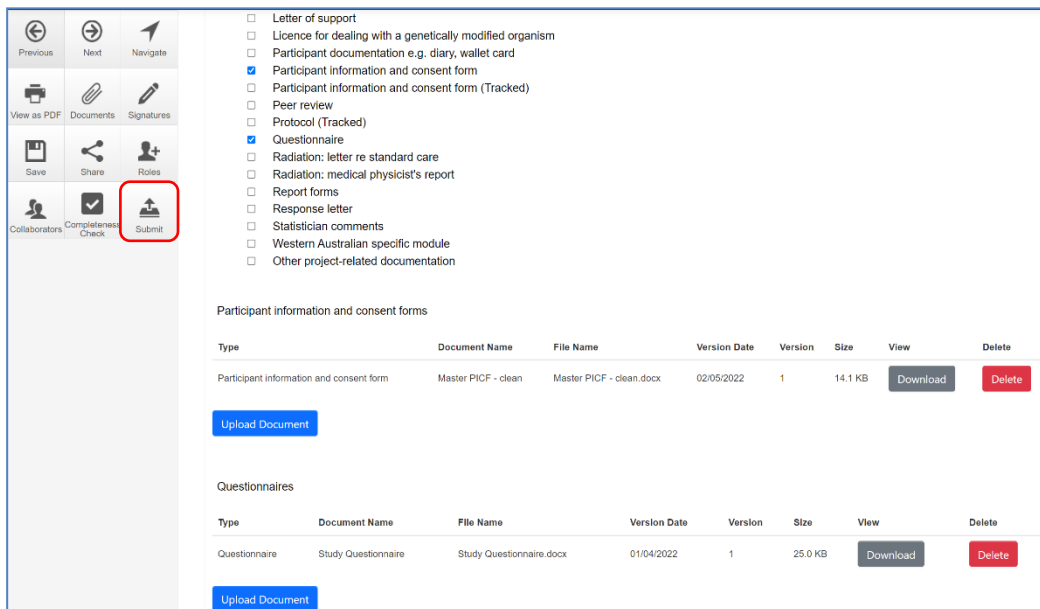 Previous Next Navigate
View as PDF Documents Signatures
Save Share Roles
Collaborators Completeness Check Submit
Letter of support
Licence for dealing with a genetically modified organism
Participant documentation e.g. diary, wallet card
Participant information and consent form
Participant information and consent form (Tracked)
Peer review
Protocol (Tracked)
Questionnaire
Radiation: letter re standard care
Radiation: medical physicist's report
Report forms
Response letter
Statistician comments
Western Australian specific module
Other project-related documentation
Participant information and consent forms
Type Document Name File Name Version Date Version Size View Delete
Participant information and consent form Master PICF - clean Master PICF - clean.docx 02/05/2022 1 14.1 KB Download Delete
Upload Document
Questionnaires
Type Document Name File Name Version Date Version Size View Delete
Questionnaire Study Questionnaire Study Questionnaire.docx 01/04/2022 1 25.0 KB Download Delete
Upload Document